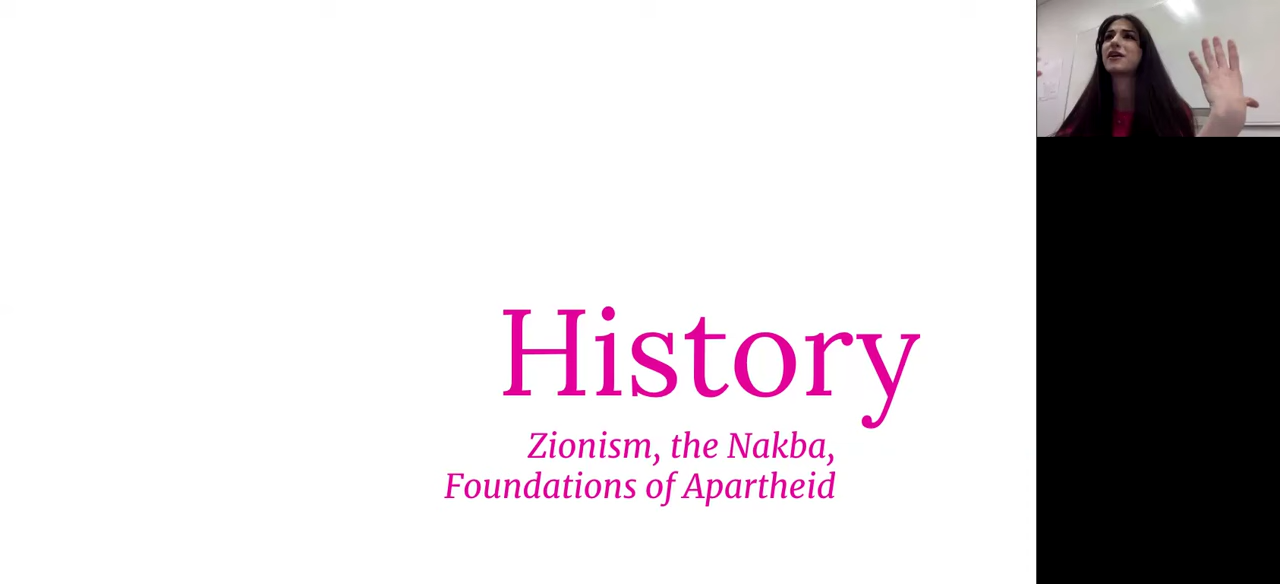 History
Zionism, the Nakba,
Foundations of Apartheid